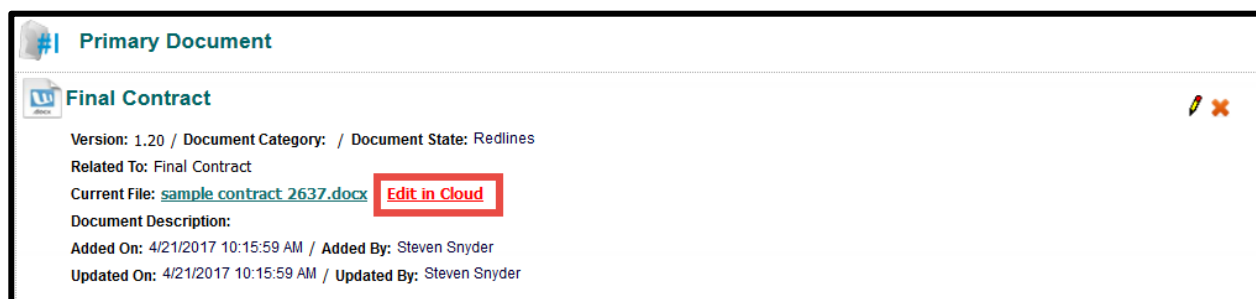 #1 Primary Document
Final Contract
.docx
Version: 1.20 / Document Category: / Document State: Redlines
Related To: Final Contract
Current File: sample contract 2637.docx Edit in Cloud
Document Description:
Added On: 4/21/2017 10:15:59 AM / Added By: Steven Snyder
Updated On: 4/21/2017 10:15:59 AM / Updated By: Steven Snyder